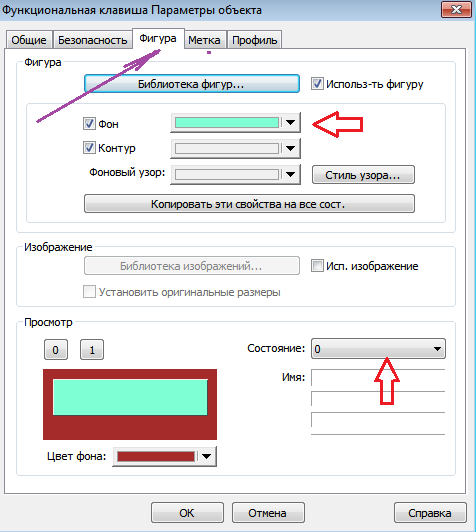 Функциональная клавиша Параметры объекта
Общие Безопасность Фигура Метка Профиль
Фигура
Библиотека фигур... Использ-ть фигуру
Фон
Контур
Фоновый узор: Стиль узора...
Копировать эти свойства на все сост.
Изображение
Библиотека изображений... Исп. изображение
Установить оригинальные размеры
Просмотр
0 1 Состояние: 0
Имя:
Цвет фона:
OK Отмена Справка